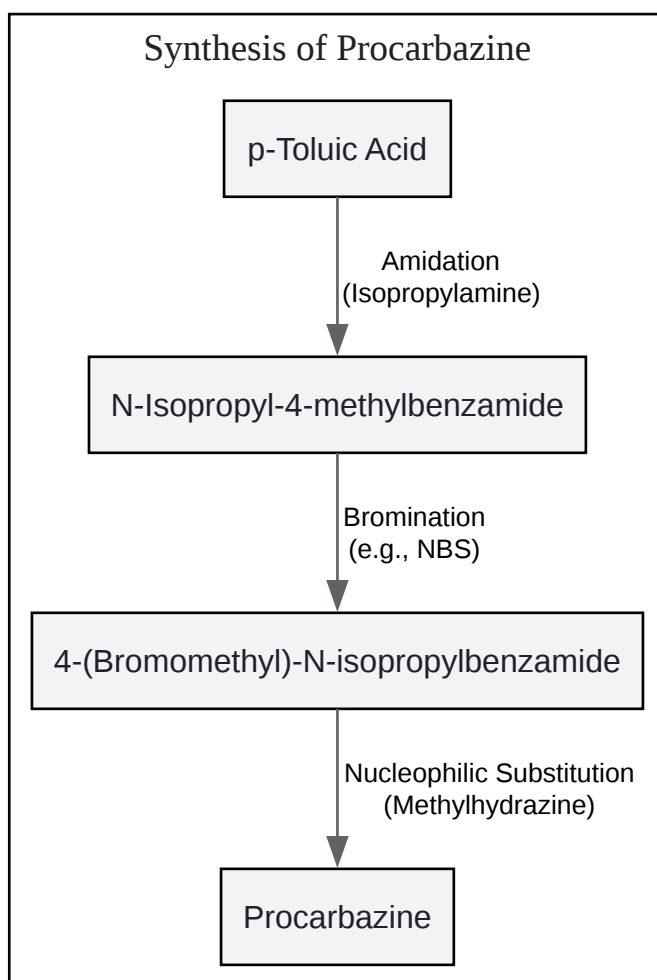 Synthesis of Procarbazine
p-Toluic Acid
Amidation
(Isopropylamine)
N-Isopropyl-4-methylbenzamide
Bromination
(e.g., NBS)
4-(Bromomethyl)-N-isopropylbenzamide
Nucleophilic Substitution
(Methylhydrazine)
Procarbazine